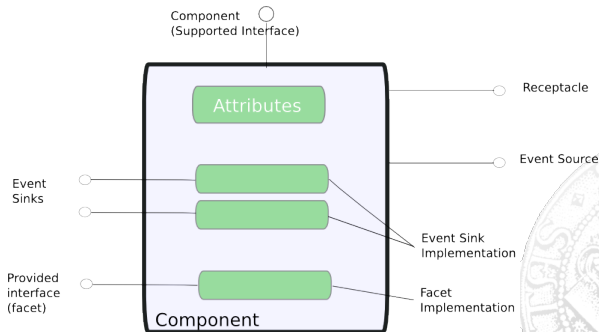 Component
(Supported Interface)
Attributes
Receptacle
Event Source
Event
Sinks
Event Sink
Implementation
Provided
interface
(facet)
Facet
Implementation
Component